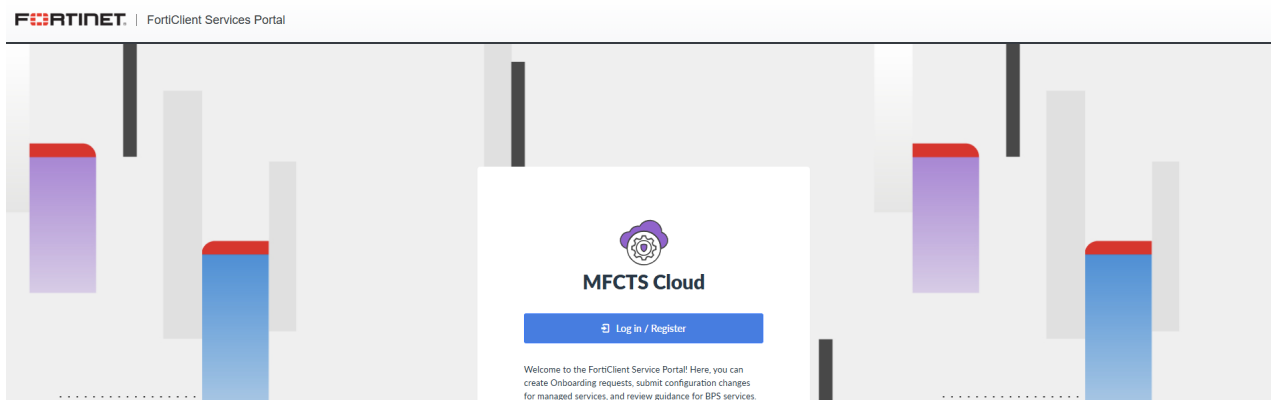 FORTINET | FortiClient Services Portal
MFCTS Cloud
Log in / Register
Welcome to the FortiClient Service Portal! Here, you can
create Onboarding requests, submit configuration changes
for managed services, and review guidance for BPS services.